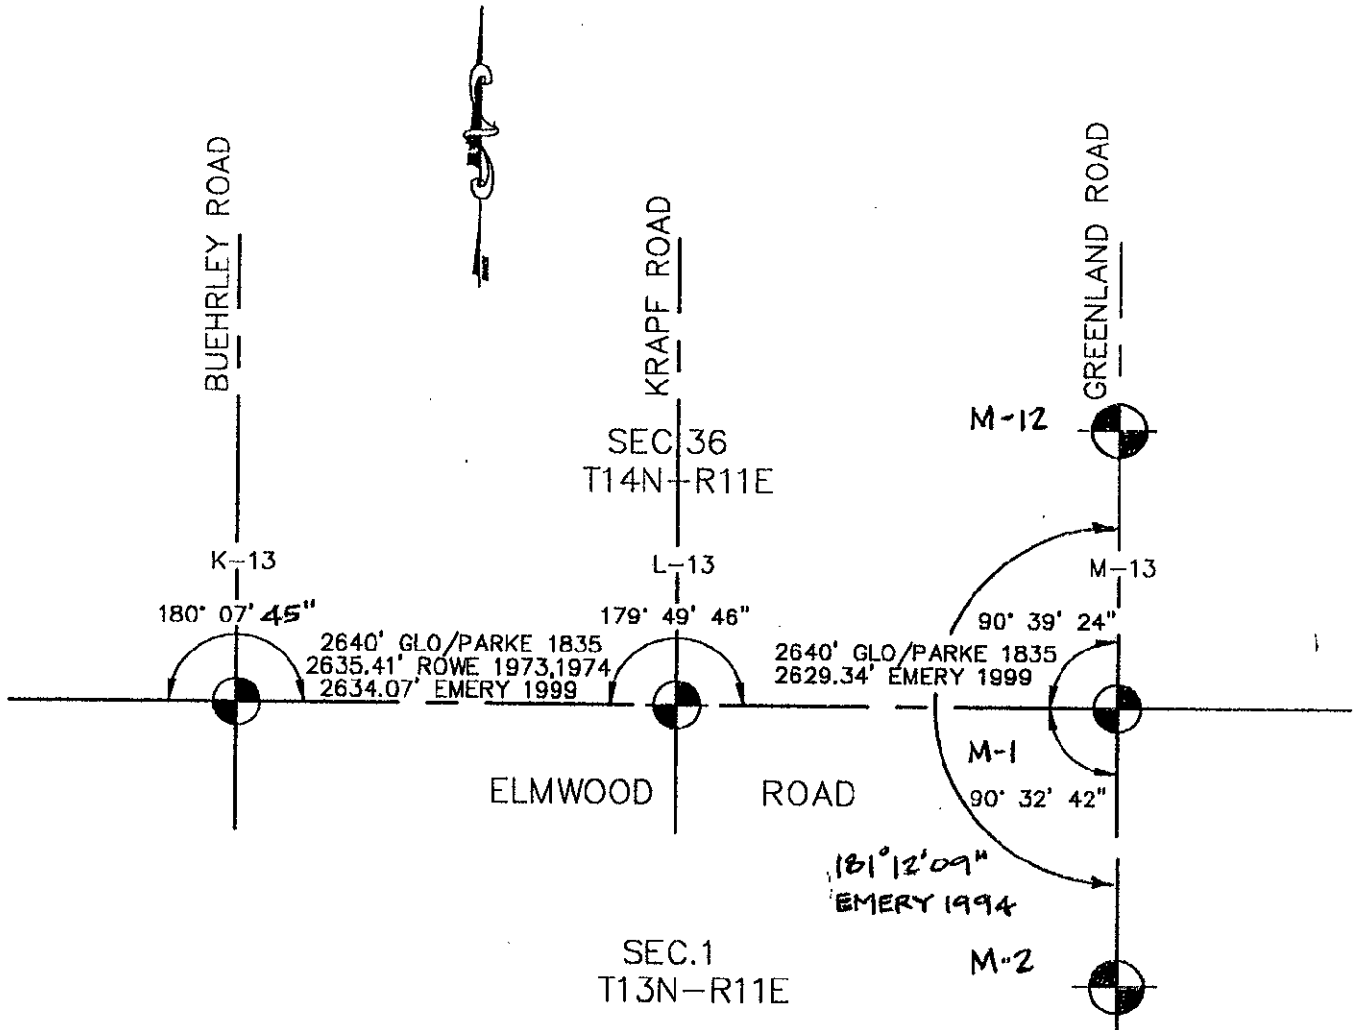 BUEHRLEY ROAD
KRAPF ROAD
GREENLAND ROAD
M-12
SEC 36
T14N-R11E
K-13
L-13
M-13
180° 07' 45"
179° 49' 46"
90° 39' 24"
2640' GLO/PARKE 1835
2635.41' ROWE 1973,1974
2634.07' EMERY 1999
2640' GLO/PARKE 1835
2629.34' EMERY 1999
M-1
ELMWOOD ROAD
90° 32' 42"
181° 12' 09"
EMERY 1994
SEC.1
T13N-R11E
M-2